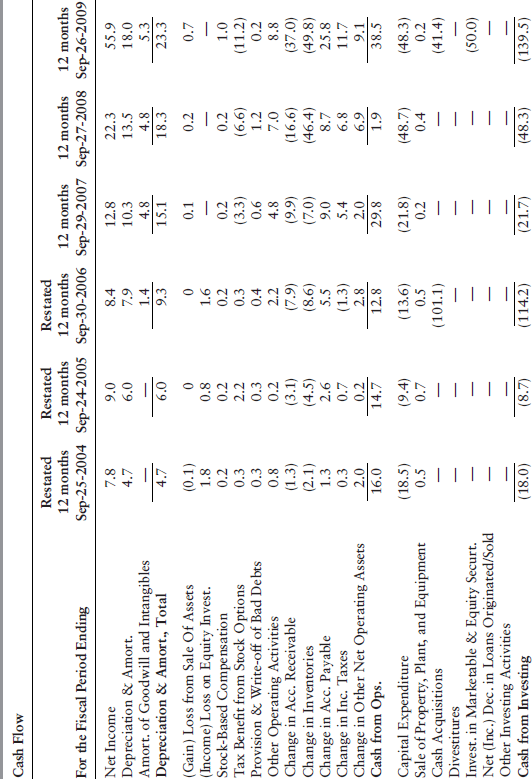 Cash Flow
Restated Restated Restated
12 months 12 months 12 months 12 months 12 months 12 months
For the Fiscal Period Ending Sep-25-2004 Sep-24-2005 Sep-30-2006 Sep-29-2007 Sep-27-2008 Sep-26-2009
Net Income 7.8 9.0 8.4 12.8 22.3 55.9
Depreciation & Amort. 4.7 6.0 7.9 10.3 13.5 18.0
Amort. of Goodwill and Intangibles — — 1.4 4.8 4.8 5.3
Depreciation & Amort., Total 4.7 6.0 9.3 15.1 18.3 23.3
(Gain) Loss from Sale Of Assets (0.1) 0 0 0.1 0.2 0.7
(Income) Loss on Equity Invest. 1.8 0.8 1.6 — — —
Stock-Based Compensation 0.2 0.2 0.2 0.2 0.2 1.0
Tax Benefit from Stock Options 0.3 2.2 0.3 (3.3) (6.6) (11.2)
Provision & Write-off of Bad Debts 0.3 0.3 0.4 0.6 1.2 0.2
Other Operating Activities 0.8 0.2 2.2 4.8 7.0 8.8
Change in Acc. Receivable (1.3) (3.1) (7.9) (9.9) (16.6) (37.0)
Change in Inventories (2.1) (4.5) (8.6) (7.0) (46.4) (49.8)
Change in Acc. Payable 1.3 2.6 5.5 9.0 8.7 25.8
Change in Inc. Taxes 0.3 0.7 (1.3) 5.4 6.8 11.7
Change in Other Net Operating Assets 2.0 0.2 2.8 2.0 6.9 9.1
Cash from Ops. 16.0 14.7 12.8 29.8 1.9 38.5
Capital Expenditure (18.5) (9.4) (13.6) (21.8) (48.7) (48.3)
Sale of Property, Plant, and Equipment 0.5 0.7 0.5 0.2 0.4 0.2
Cash Acquisitions — — (101.1) — — (41.4)
Divestitures — — — — — —
Invest. in Marketable & Equity Securt. — — — — — (50.0)
Net (Inc.) Dec. in Loans Originated/Sold — — — — — —
Other Investing Activities — — — — — —
Cash from Investing (18.0) (8.7) (114.2) (21.7) (48.3) (139.5)